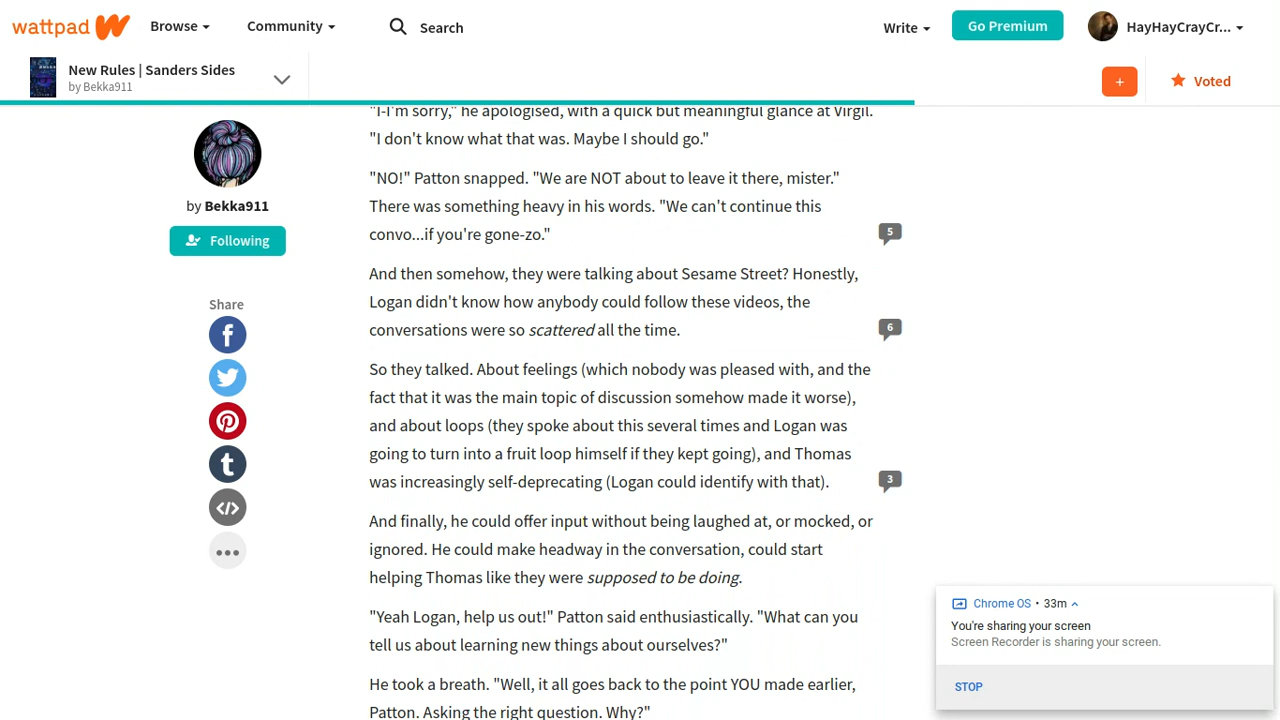 wattpad
Browse
Community
Search
Write
Go Premium
HayHayCrayCr...
New Rules | Sanders Sides
by Bekka911
+
Voted
by Bekka911
Following
Share
"I-I'm sorry," he apologised, with a quick but meaningful glance at Virgil.
"I don't know what that was. Maybe I should go."
"NO!" Patton snapped. "We are NOT about to leave it there, mister."
There was something heavy in his words. "We can't continue this
convo...if you're gone-zo."
5
And then somehow, they were talking about Sesame Street? Honestly,
Logan didn't know how anybody could follow these videos, the
conversations were so scattered all the time.
6
So they talked. About feelings (which nobody was pleased with, and the
fact that it was the main topic of discussion somehow made it worse),
and about loops (they spoke about this several times and Logan was
going to turn into a fruit loop himself if they kept going), and Thomas
was increasingly self-deprecating (Logan could identify with that).
3
And finally, he could offer input without being laughed at, or mocked, or
ignored. He could make headway in the conversation, could start
helping Thomas like they were supposed to be doing.
"Yeah Logan, help us out!" Patton said enthusiastically. "What can you
tell us about learning new things about ourselves?"
He took a breath. "Well, it all goes back to the point YOU made earlier,
Patton. Asking the right question. Why?"
Chrome OS • 33m
You're sharing your screen
Screen Recorder is sharing your screen.
STOP